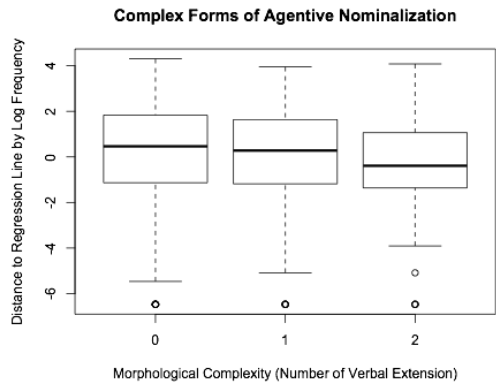 Complex Forms of Agentive Nominalization
Distance to Regression Line by Log Frequency
4
2
0
-2
-4
-6
0 1 2
Morphological Complexity (Number of Verbal Extension)